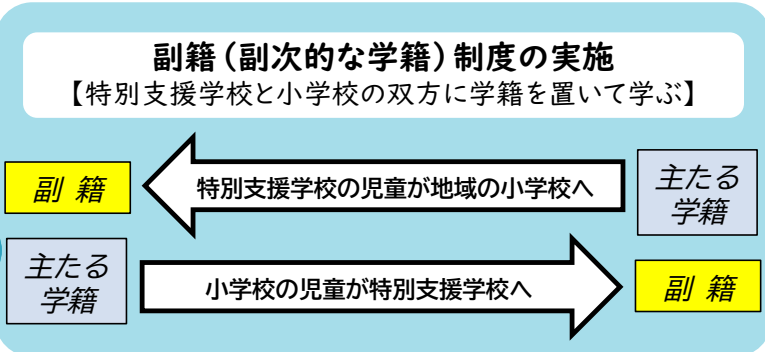 副籍（副次的な学籍）制度の実施
【特別支援学校と小学校の双方に学籍を置いて学ぶ】
副 籍
特別支援学校の児童が地域の小学校へ
主たる
学籍
主たる
学籍
小学校の児童が特別支援学校へ
副 籍